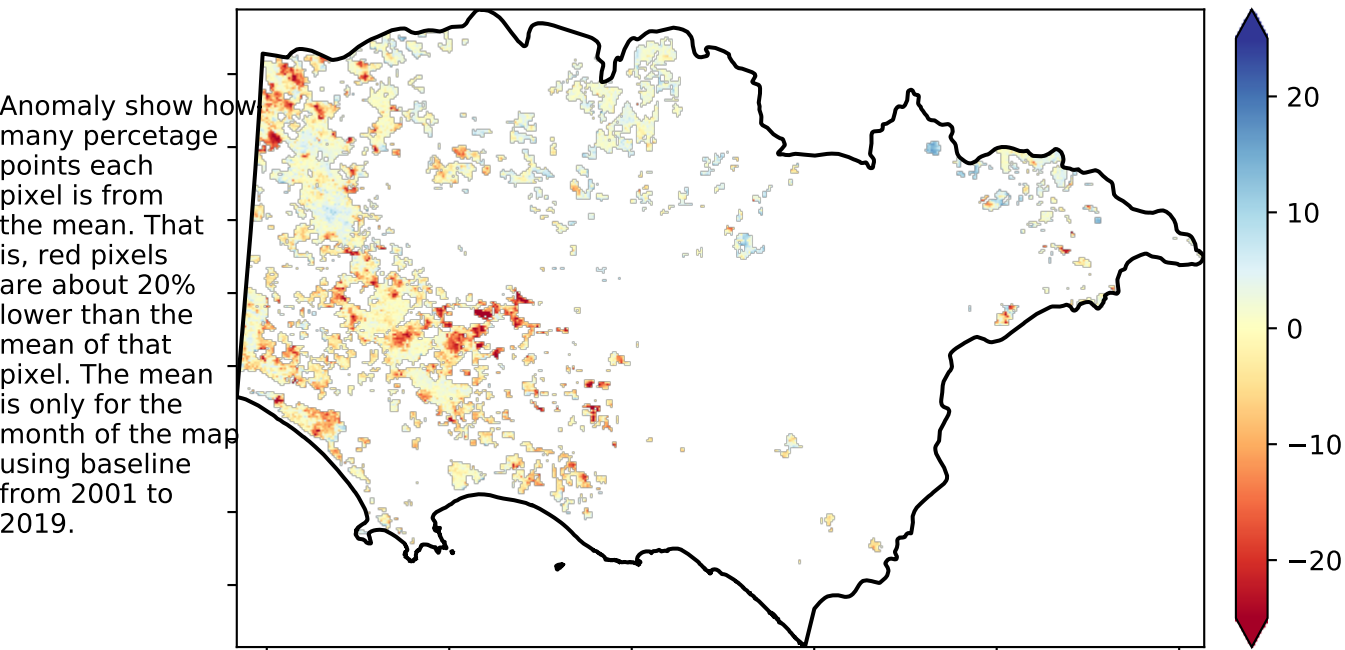 Anomaly show how
many percetage
points each
pixel is from
the mean. That
is, red pixels
are about 20%
lower than the
mean of that
pixel. The mean
is only for the
month of the map
using baseline
from 2001 to
2019.
20
10
0
−10
−20